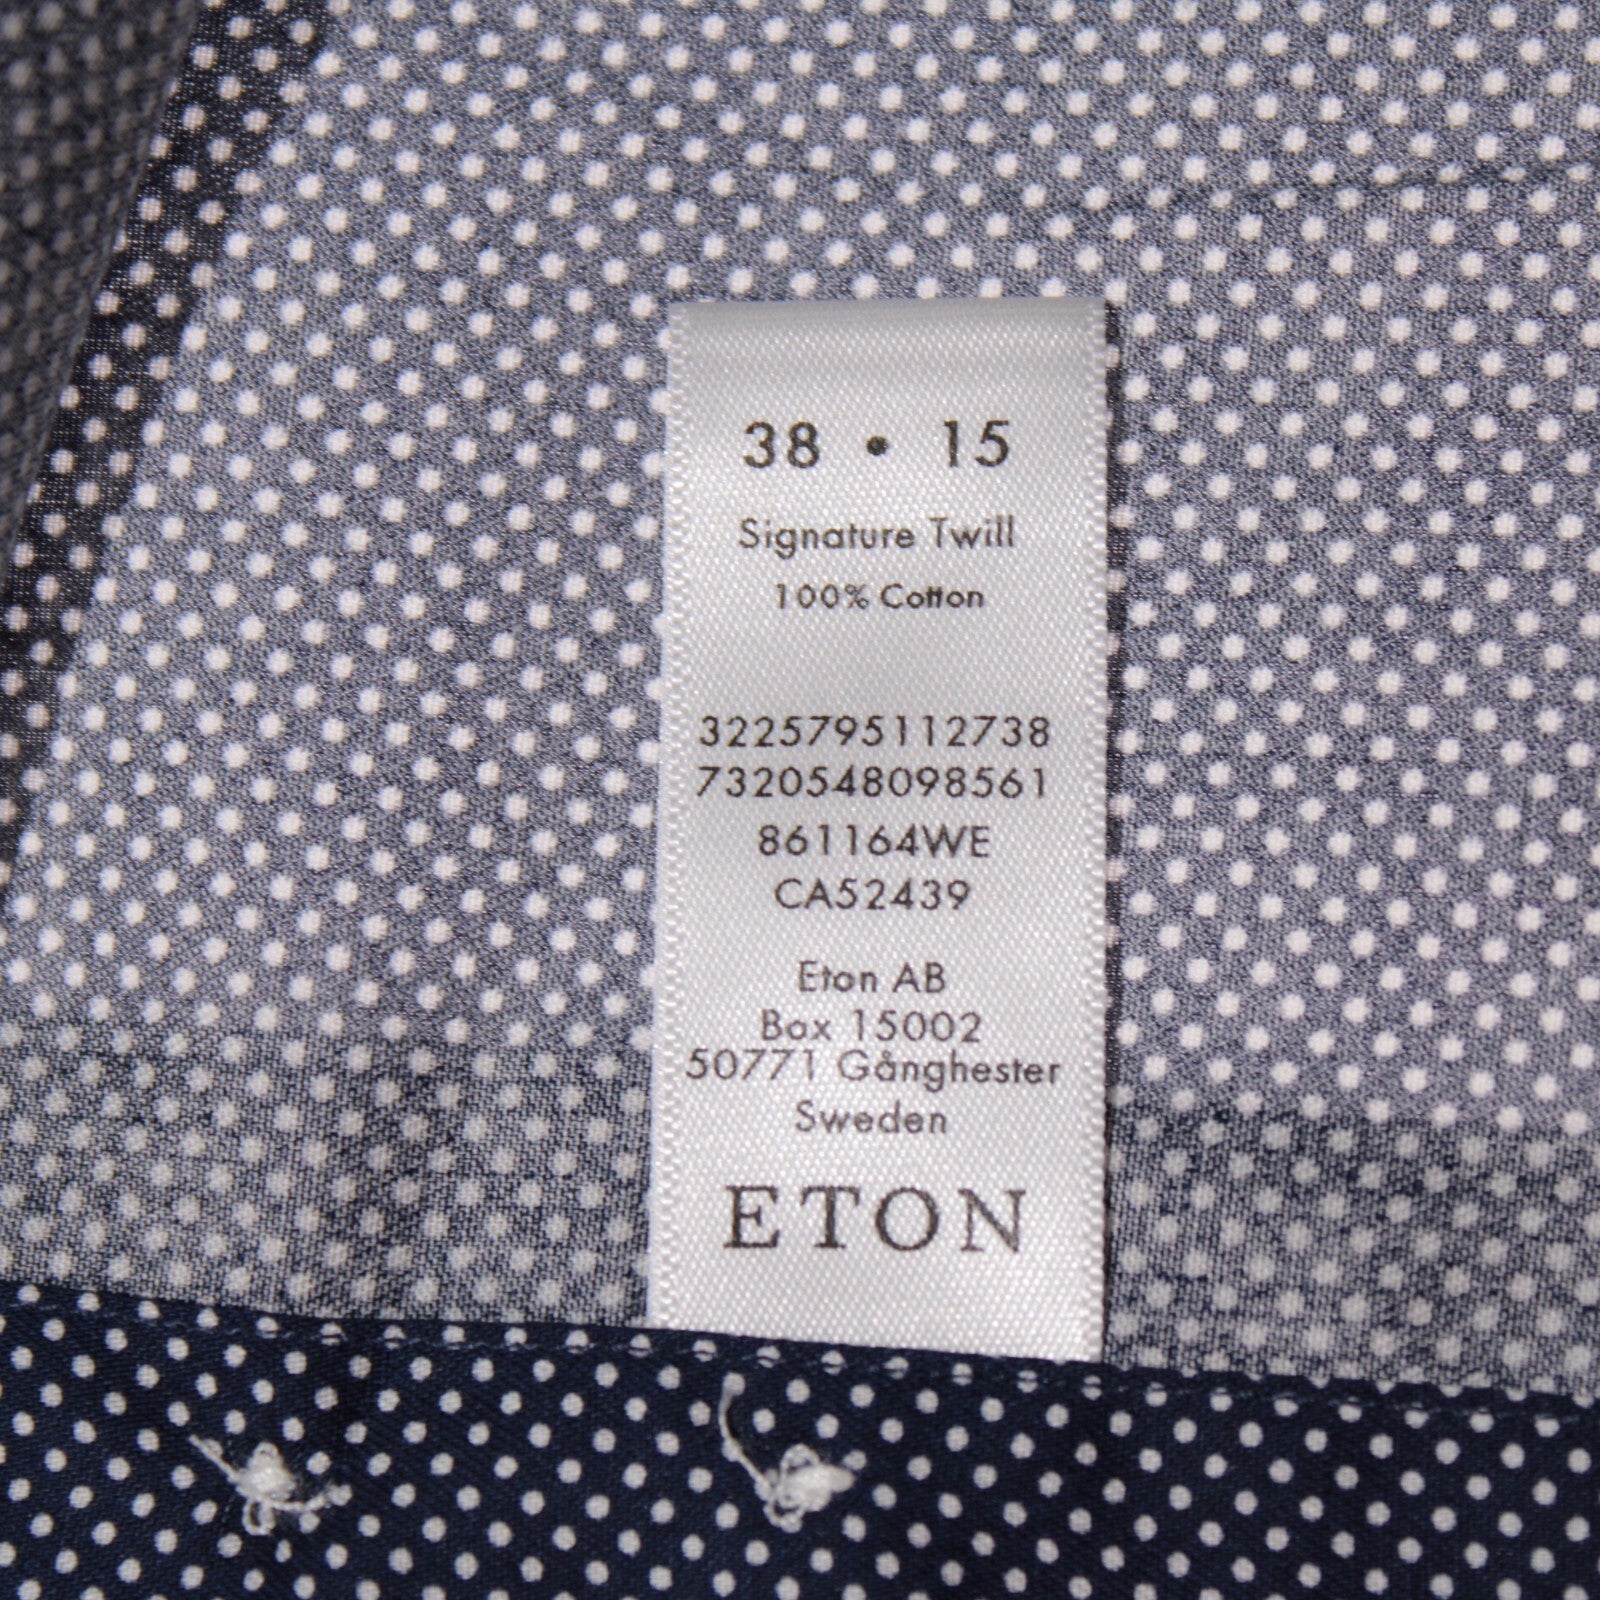 38 • 15
Signature Twill
100% Cotton
3225795112738
7320548098561
861164WE
CA52439
Eton AB
Box 15002
50771 Gånghester
Sweden
ETON